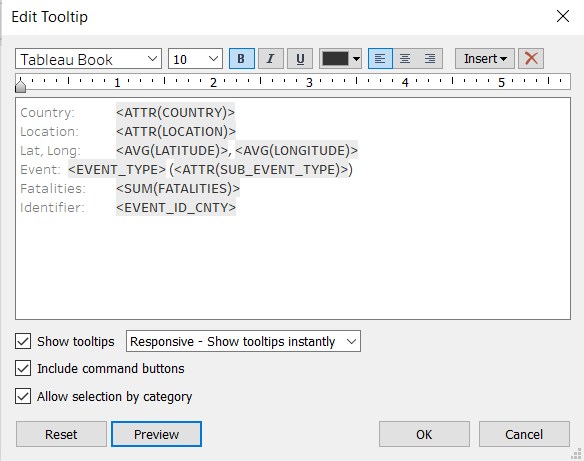 Edit Tooltip
Tableau Book 10 B I U Insert
1 2 3 4 5
Country: <ATTR(COUNTRY)>
Location: <ATTR(LOCATION)>
Lat, Long: <AVG(LATITUDE)>, <AVG(LONGITUDE)>
Event: <EVENT_TYPE> (<ATTR(SUB_EVENT_TYPE)>)
Fatalities: <SUM(FATALITIES)>
Identifier: <EVENT_ID_CNTY>
Show tooltips Responsive - Show tooltips instantly
Include command buttons
Allow selection by category
Reset Preview OK Cancel